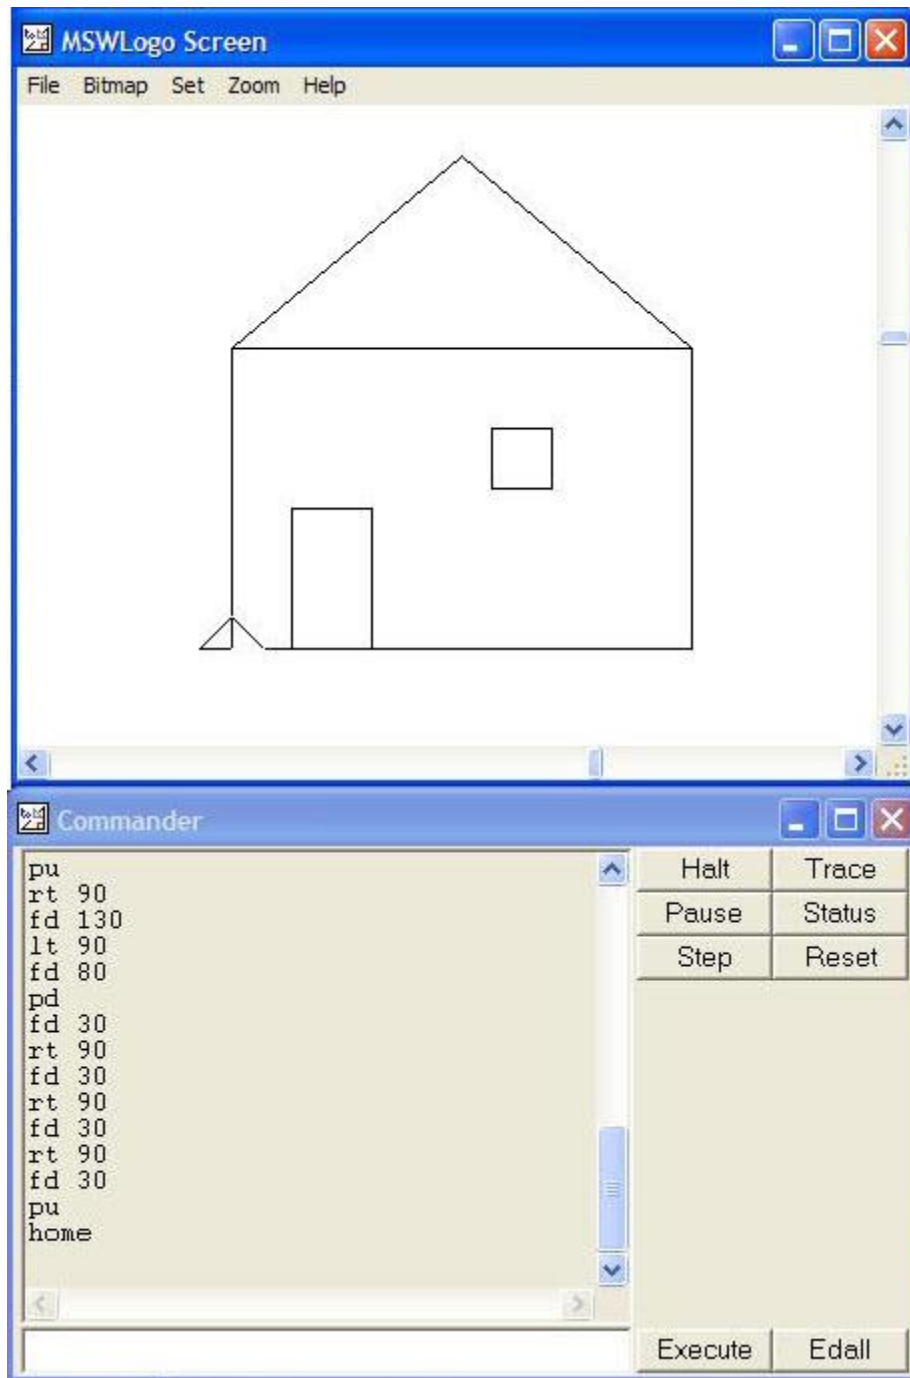 MSWLogo Screen
File Bitmap Set Zoom Help
Commander
pu
rt 90
fd 130
lt 90
fd 80
pd
fd 30
rt 90
fd 30
rt 90
fd 30
rt 90
fd 30
pu
home
Halt Trace
Pause Status
Step Reset
Execute Edall